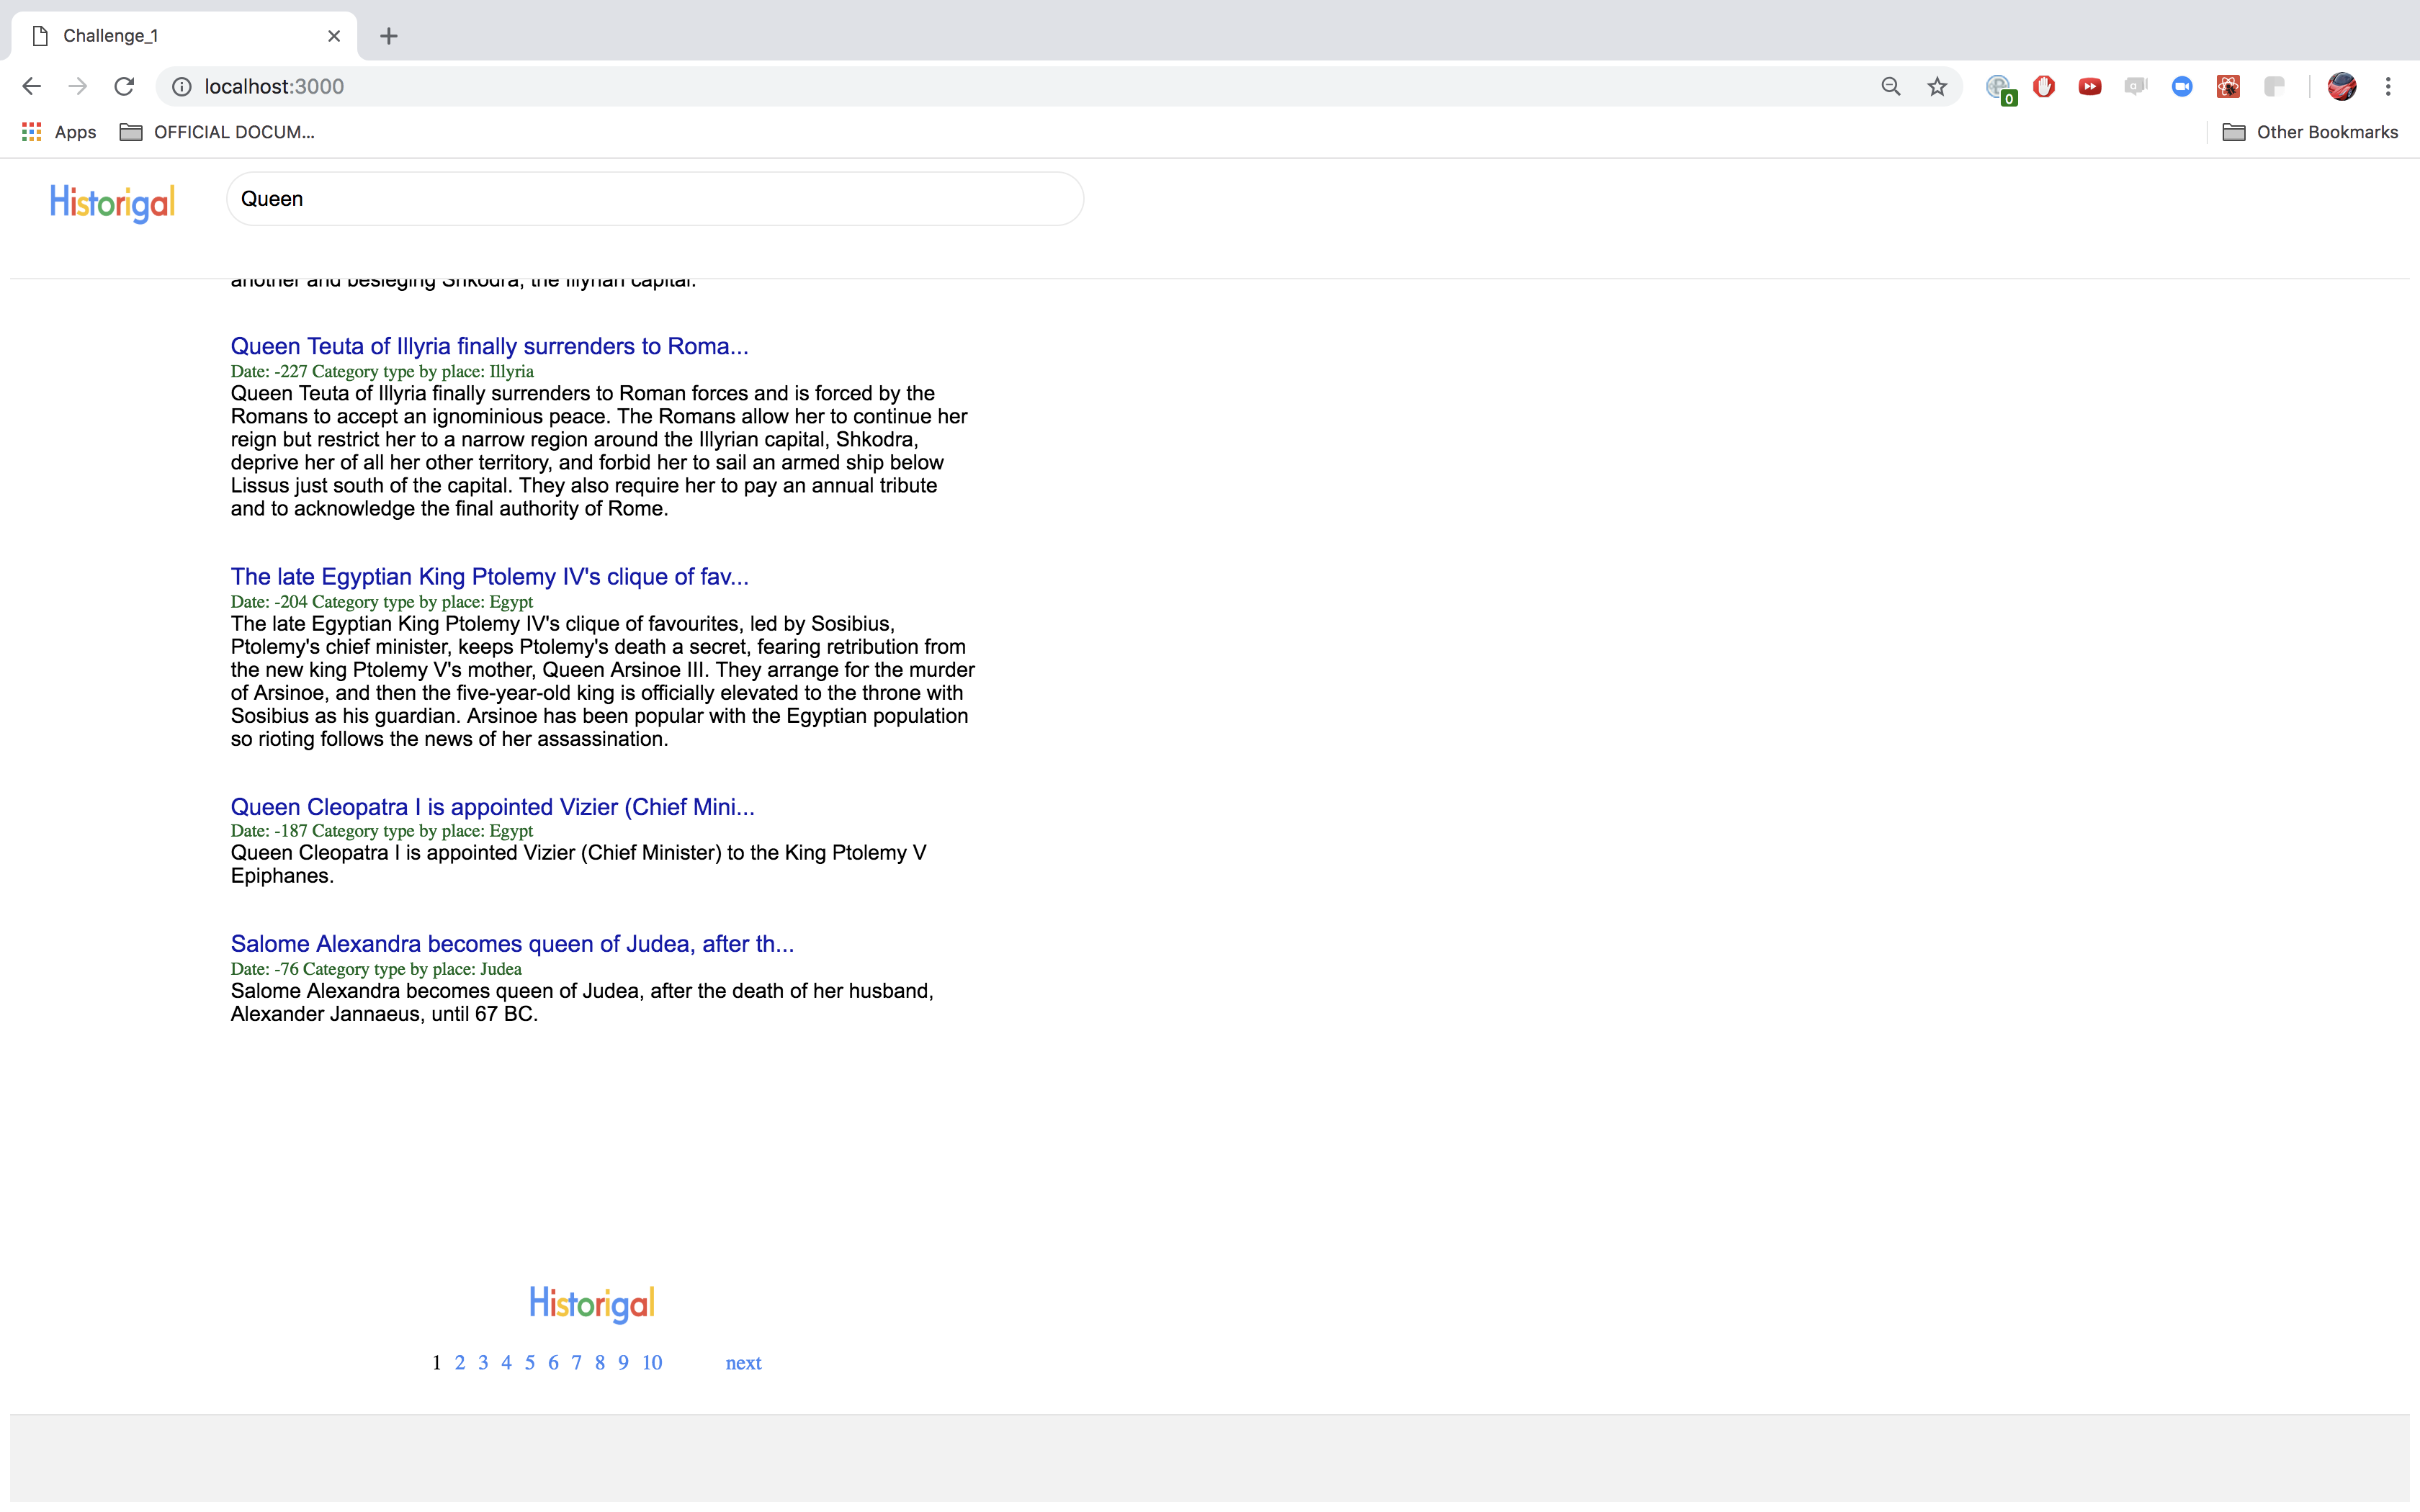 Challenge_1
localhost:3000
0
Apps
OFFICIAL DOCUM...
Other Bookmarks
Historigal
Queen
another and besieging Shkodra, the Illyrian capital.
Queen Teuta of Illyria finally surrenders to Roma...
Date: -227 Category type by place: Illyria
Queen Teuta of Illyria finally surrenders to Roman forces and is forced by the
Romans to accept an ignominious peace. The Romans allow her to continue her
reign but restrict her to a narrow region around the Illyrian capital, Shkodra,
deprive her of all her other territory, and forbid her to sail an armed ship below
Lissus just south of the capital. They also require her to pay an annual tribute
and to acknowledge the final authority of Rome.
The late Egyptian King Ptolemy IV's clique of fav...
Date: -204 Category type by place: Egypt
The late Egyptian King Ptolemy IV's clique of favourites, led by Sosibius,
Ptolemy's chief minister, keeps Ptolemy's death a secret, fearing retribution from
the new king Ptolemy V's mother, Queen Arsinoe III. They arrange for the murder
of Arsinoe, and then the five-year-old king is officially elevated to the throne with
Sosibius as his guardian. Arsinoe has been popular with the Egyptian population
so rioting follows the news of her assassination.
Queen Cleopatra I is appointed Vizier (Chief Mini...
Date: -187 Category type by place: Egypt
Queen Cleopatra I is appointed Vizier (Chief Minister) to the King Ptolemy V
Epiphanes.
Salome Alexandra becomes queen of Judea, after th...
Date: -76 Category type by place: Judea
Salome Alexandra becomes queen of Judea, after the death of her husband,
Alexander Jannaeus, until 67 BC.
Historigal
1 2 3 4 5 6 7 8 9 10 next